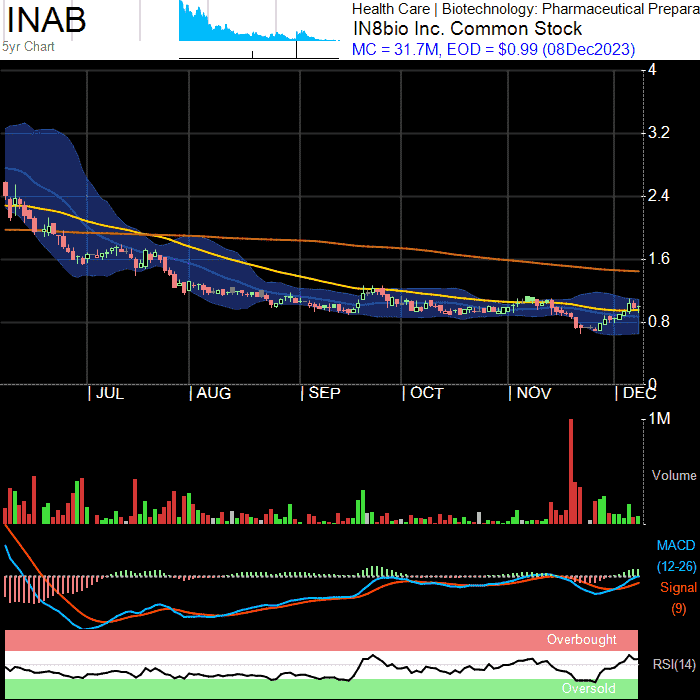 INAB
5yr Chart
Health Care | Biotechnology: Pharmaceutical Prepara
IN8bio Inc. Common Stock
MC = 31.7M, EOD = $0.99 (08Dec2023)
4
3.2
2.4
1.6
0.8
0
| JUL | AUG | SEP | OCT | NOV | DEC
1M
Volume
MACD
(12-26)
Signal
(9)
Overbought
RSI(14)
Oversold